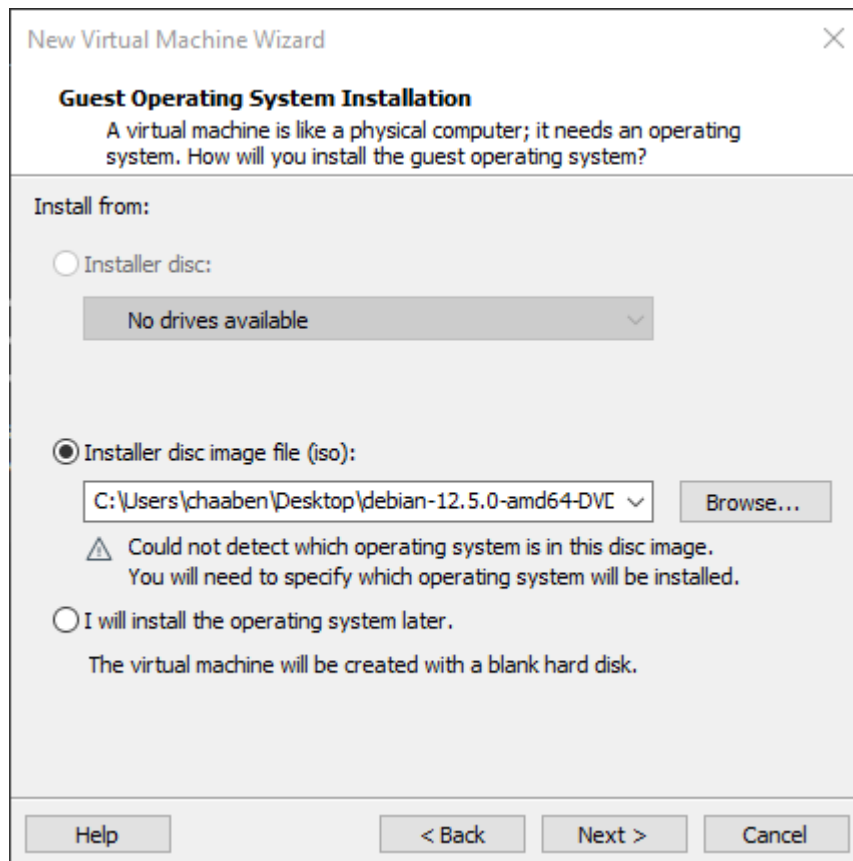 New Virtual Machine Wizard
Guest Operating System Installation
A virtual machine is like a physical computer; it needs an operating
system. How will you install the guest operating system?
Install from:
Installer disc:
No drives available
Installer disc image file (iso):
C:\Users\chaaben\Desktop\debian-12.5.0-amd64-DVD
Browse...
Could not detect which operating system is in this disc image.
You will need to specify which operating system will be installed.
I will install the operating system later.
The virtual machine will be created with a blank hard disk.
Help
< Back
Next >
Cancel